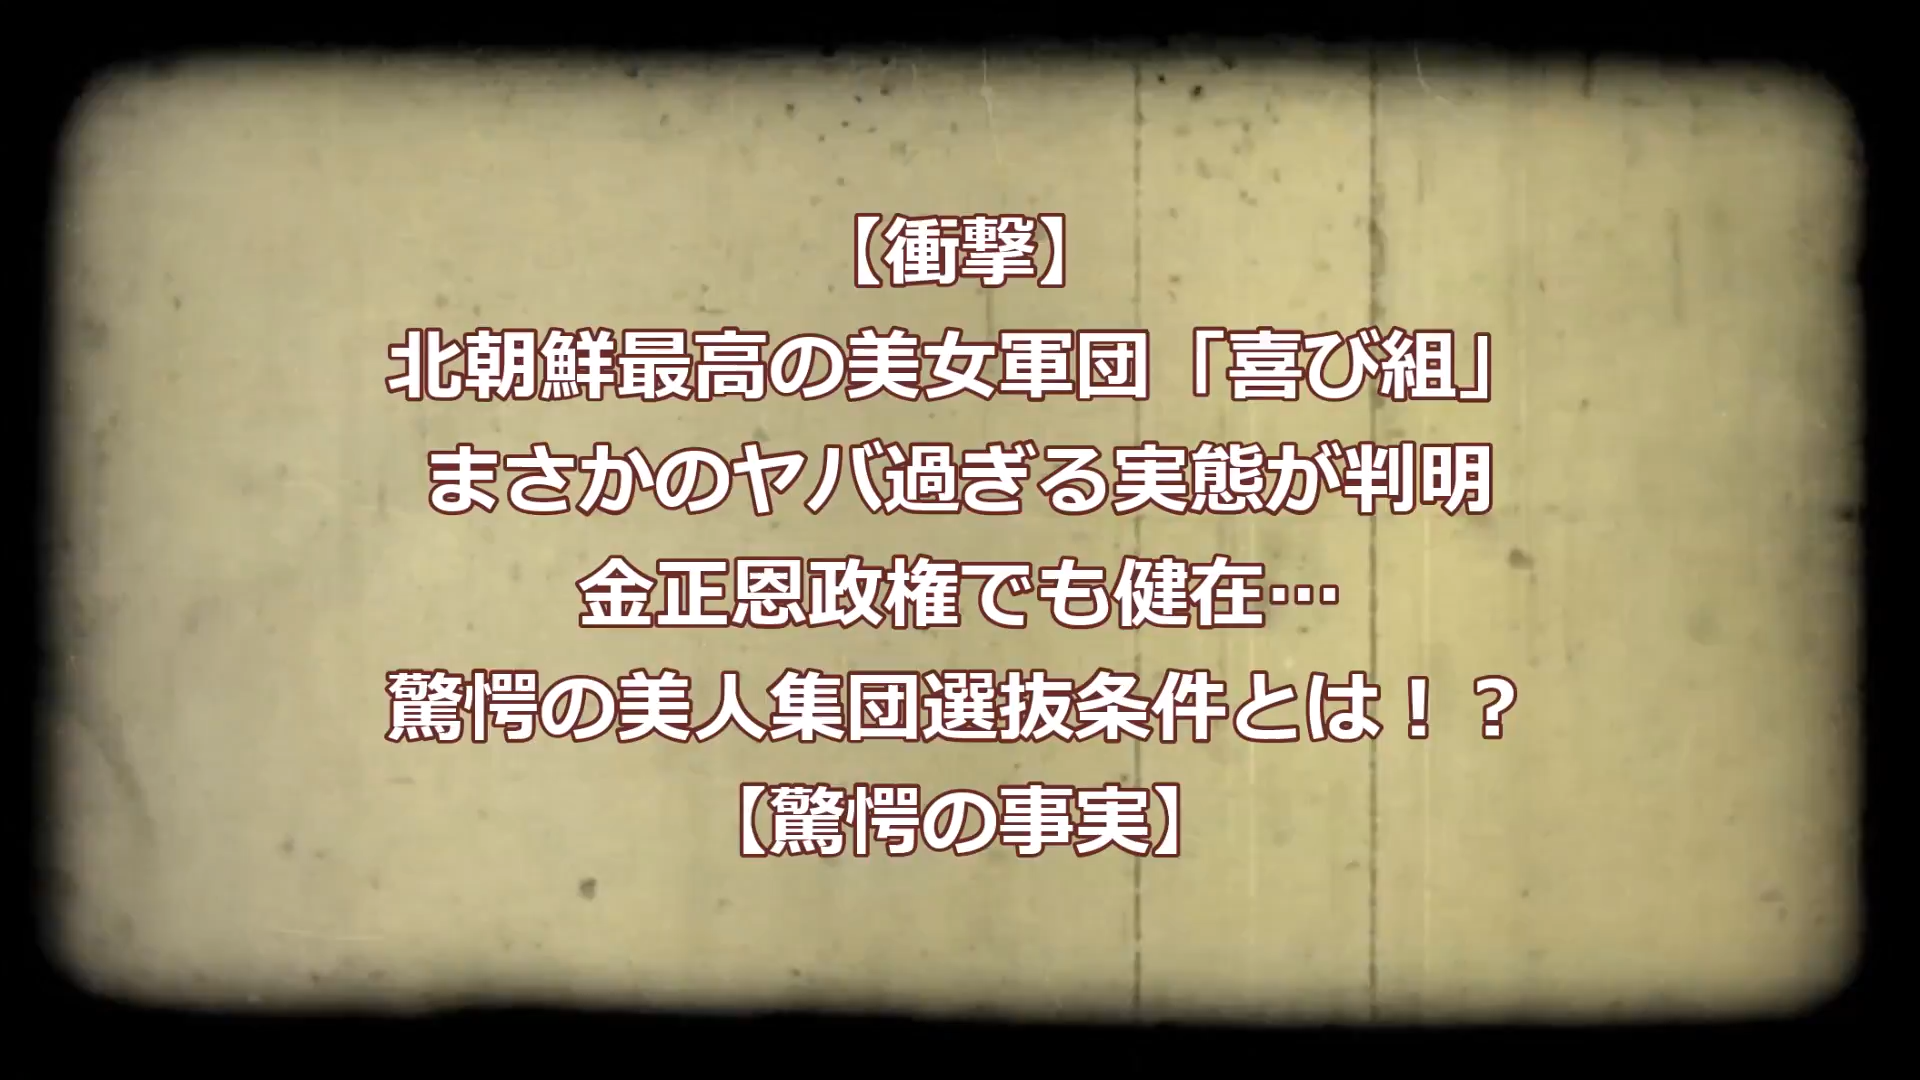 【衝撃】
北朝鮮最高の美女軍団「喜び組」
まさかのヤバ過ぎる実態が判明
金正恩政権でも健在…
驚愕の美人集団選抜条件とは！？
【驚愕の事実】